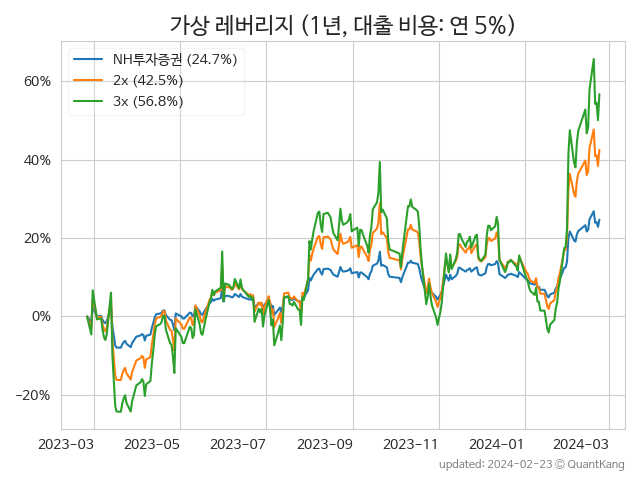 가상 레버리지 (1년, 대출 비용: 연 5%)
NH투자증권 (24.7%)
2x (42.5%)
3x (56.8%)
60%
40%
20%
0%
−20%
2023-03 2023-05 2023-07 2023-09 2023-11 2024-01 2024-03
updated: 2024-02-23 © QuantKang